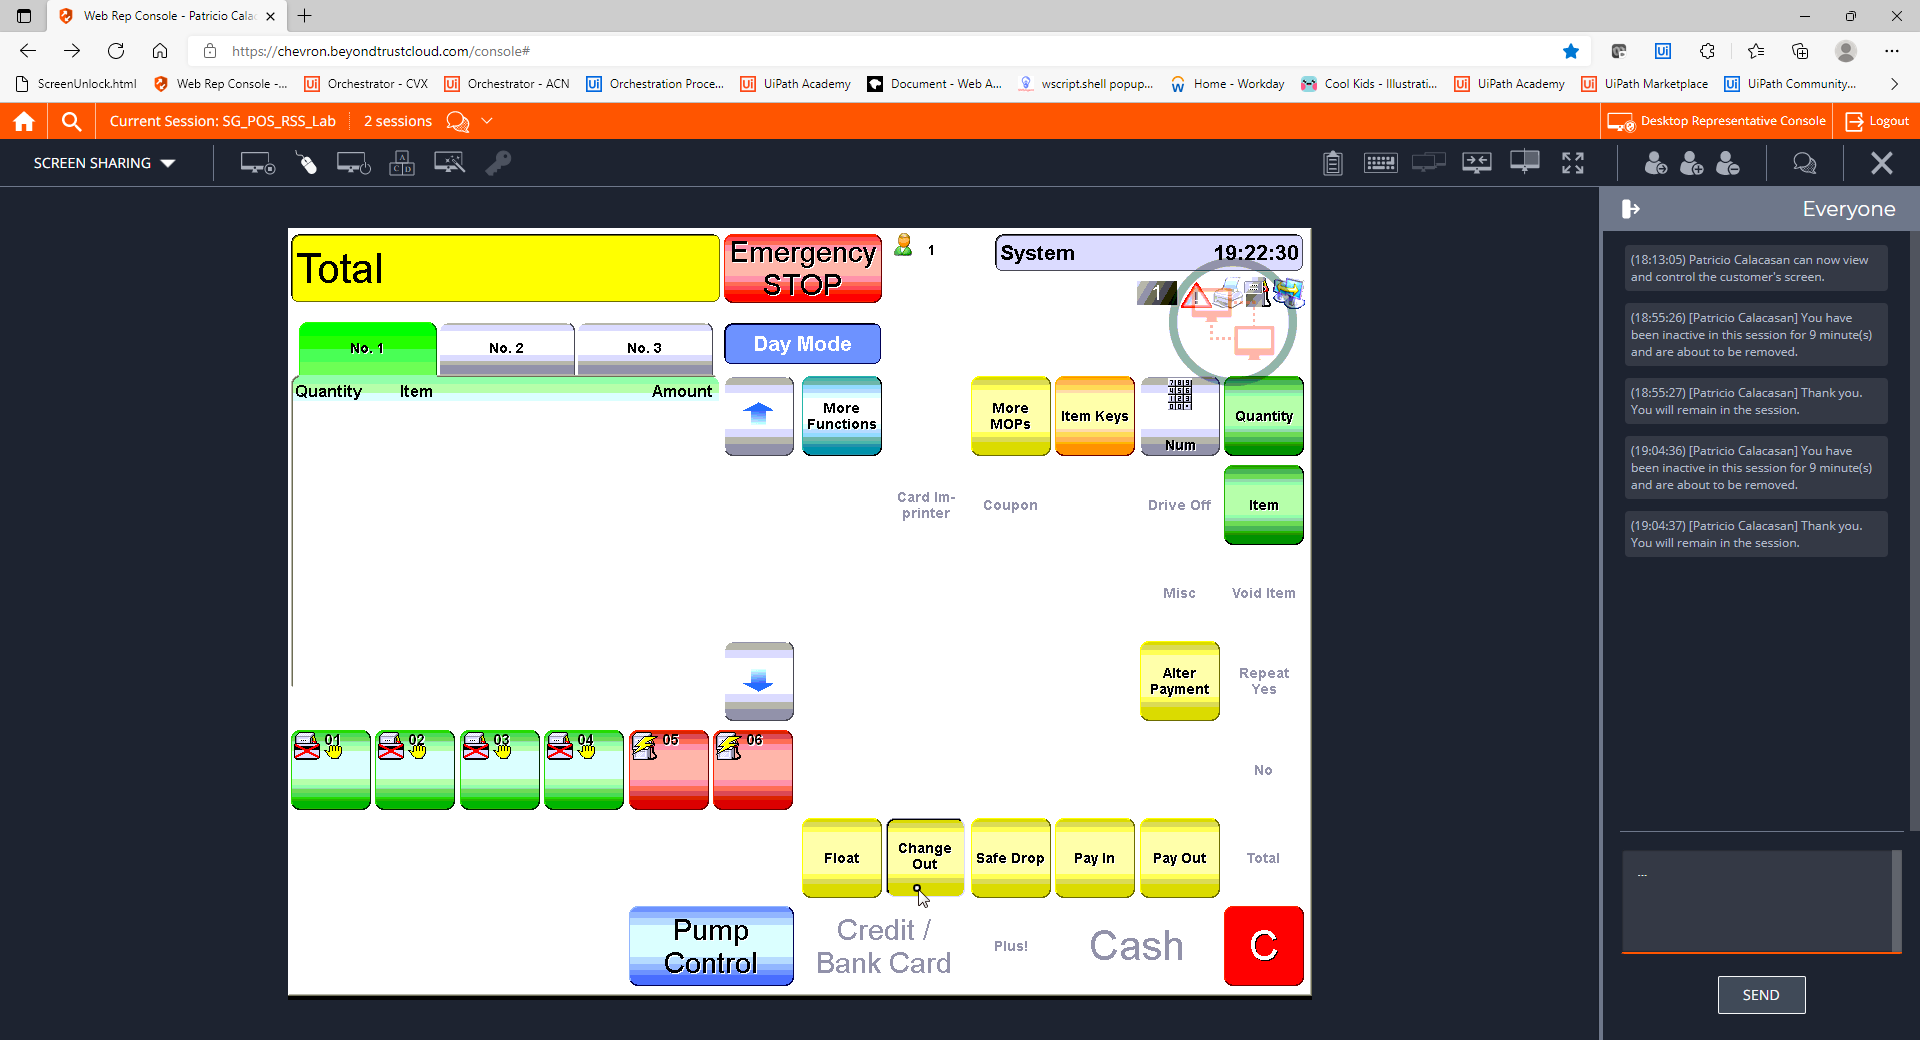 Web Rep Console - Patricio Cala
https://chevron.beyondtrustcloud.com/console#
ScreenUnlock.html
Web Rep Console -...
Orchestrator - CVX
Orchestrator - ACN
Orchestration Proce...
UiPath Academy
Document - Web A...
wscript.shell popup...
Home - Workday
Cool Kids - Illustrati...
UiPath Academy
UiPath Marketplace
UiPath Community...
Current Session: SG_POS_RSS_Lab
2 sessions
Desktop Representative Console
Logout
SCREEN SHARING
Everyone
(18:13:05) Patricio Calacasan can now view
and control the customer's screen.
(18:55:26) [Patricio Calacasan] You have
been inactive in this session for 9 minute(s)
and are about to be removed.
(18:55:27) [Patricio Calacasan] Thank you.
You will remain in the session.
(19:04:36) [Patricio Calacasan] You have
been inactive in this session for 9 minute(s)
and are about to be removed.
(19:04:37) [Patricio Calacasan] Thank you.
You will remain in the session.
...
SEND
Total
Emergency
STOP
1
System 19:22:30
1
No. 1
No. 2
No. 3
Day Mode
Quantity Item Amount
More
Functions
More
MOPs
Item Keys
Num
Quantity
Card Im-
printer
Coupon
Drive Off
Item
Misc
Void Item
Alter
Payment
Repeat
Yes
01
02
03
04
05
06
No
Float
Change
Out
Safe Drop
Pay In
Pay Out
Total
Pump
Control
Credit /
Bank Card
Plus!
Cash
C